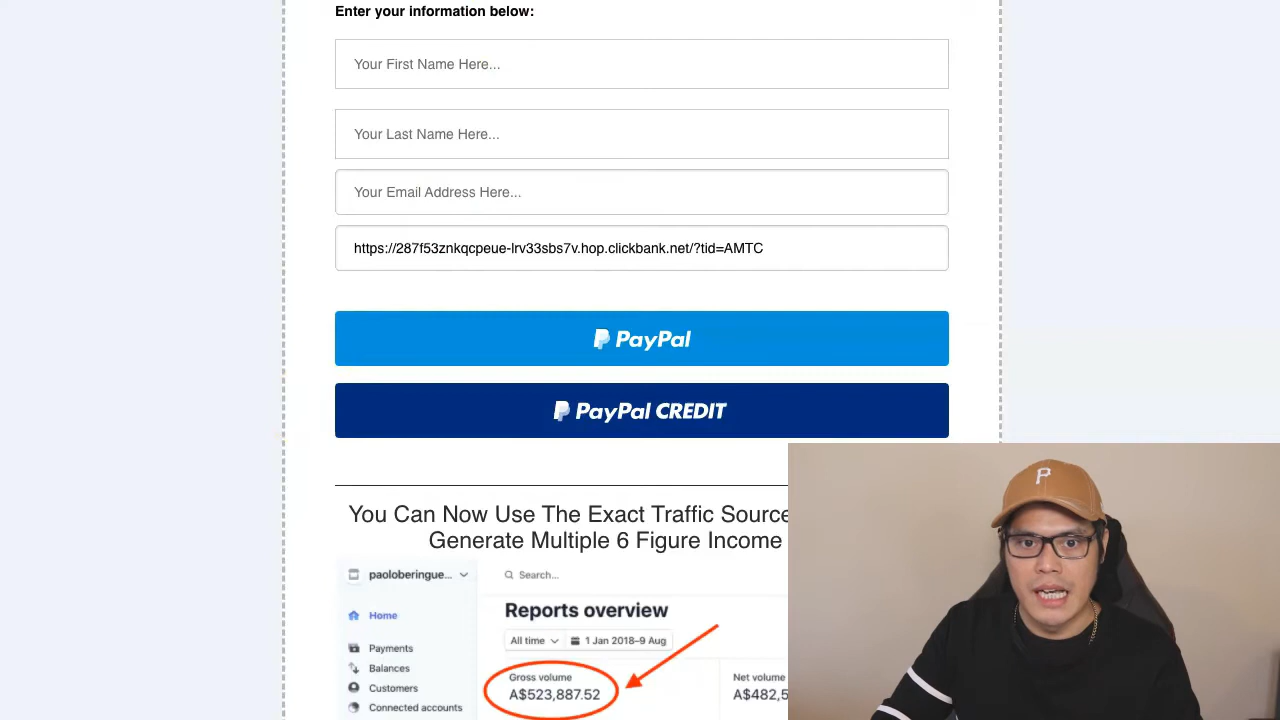 Enter your information below:
Your First Name Here...
Your Last Name Here...
Your Email Address Here...
https://287f53znkqcpeue-lrv33sbs7v.hop.clickbank.net/?tid=AMTC
PayPal
PayPal CREDIT
You Can Now Use The Exact Traffic Source
Generate Multiple 6 Figure Income
paoloberingue...
Search...
Home
Reports overview
All time
1 Jan 2018–9 Aug
Payments
Balances
Customers
Connected accounts
Gross volume
A$523,887.52
Net volume
A$482,5
P